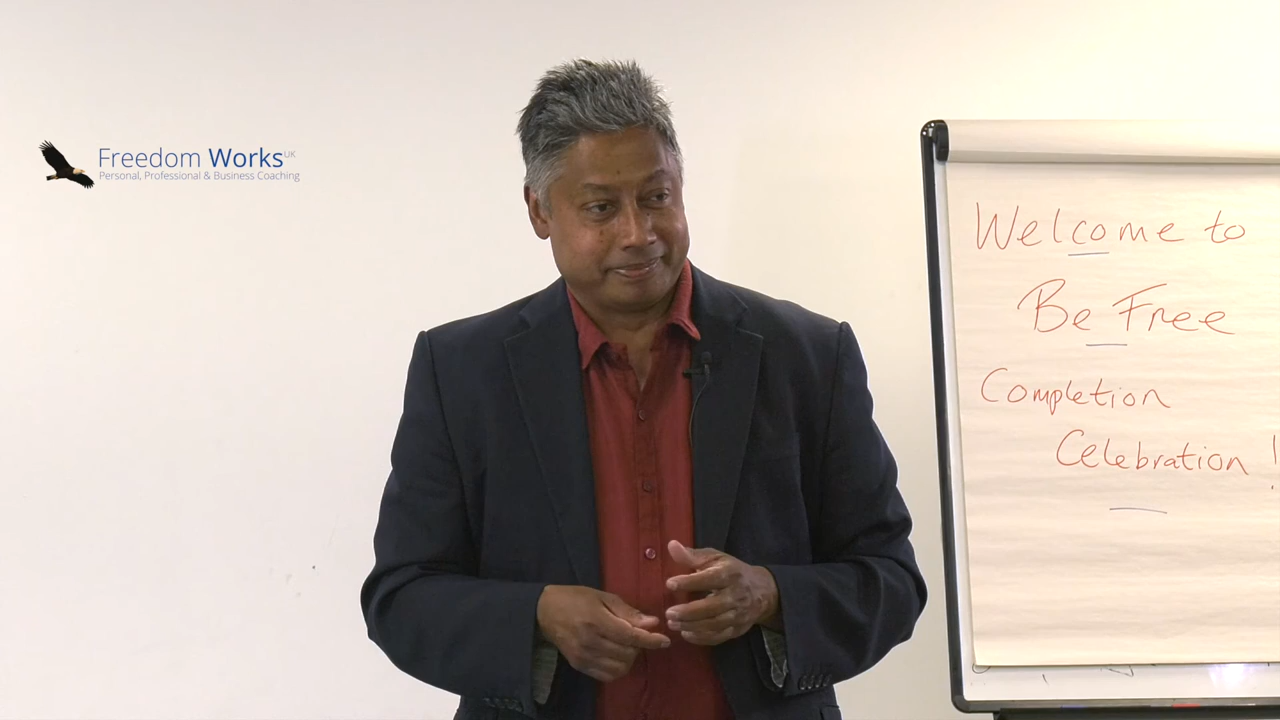 Freedom Works UK
Personal, Professional & Business Coaching
Welcome to
Be Free
Completion
Celebration !